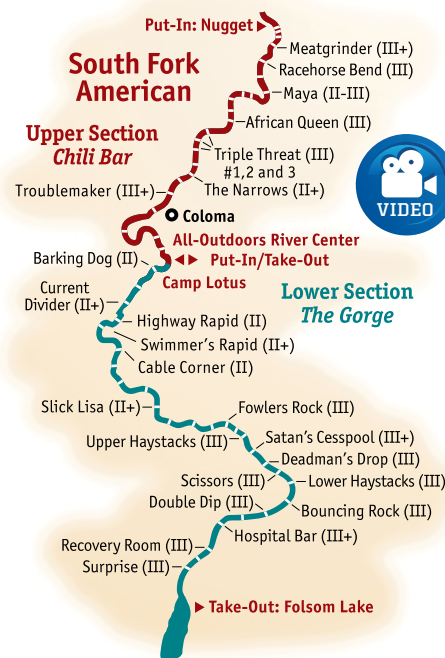 Put-In: Nugget
Meatgrinder (III+)
South Fork
American
Racehorse Bend (III)
Maya (II-III)
African Queen (III)
Upper Section
Chili Bar
Triple Threat (III)
#1,2 and 3
Troublemaker (III+)
The Narrows (II+)
VIDEO
Coloma
All-Outdoors River Center
Barking Dog (II)
Put-In/Take-Out
Camp Lotus
Current
Divider (II+)
Lower Section
The Gorge
Highway Rapid (II)
Swimmer's Rapid (II+)
Cable Corner (II)
Slick Lisa (II+)
Fowlers Rock (III)
Upper Haystacks (III)
Satan's Cesspool (III+)
Deadman's Drop (III)
Scissors (III)
Lower Haystacks (III)
Double Dip (III)
Bouncing Rock (III)
Hospital Bar (III+)
Recovery Room (III)
Surprise (III)
Take-Out: Folsom Lake